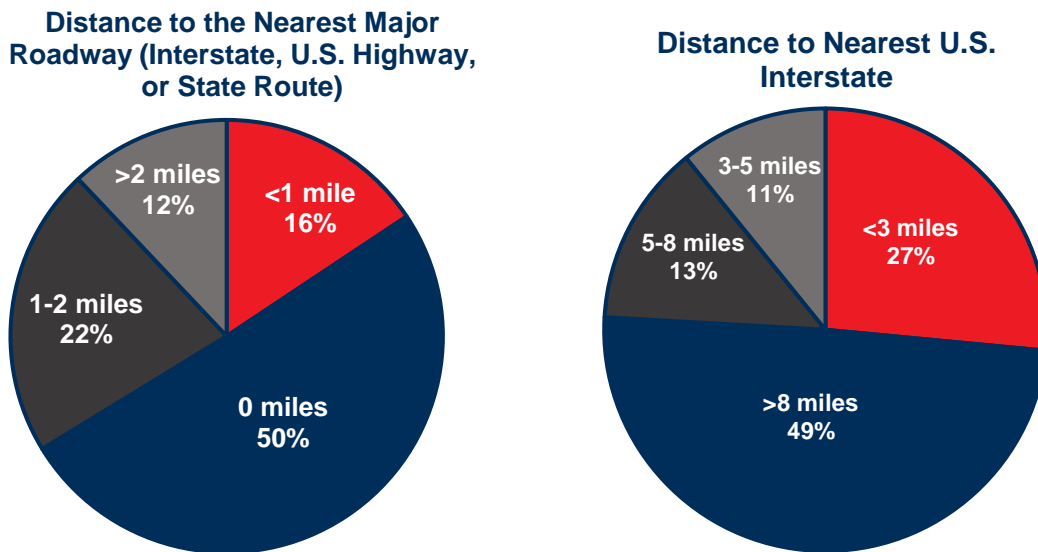 Distance to the Nearest Major
Roadway (Interstate, U.S. Highway,
or State Route)
>2 miles
12%
<1 mile
16%
1-2 miles
22%
0 miles
50%
Distance to Nearest U.S.
Interstate
3-5 miles
11%
<3 miles
27%
5-8 miles
13%
>8 miles
49%